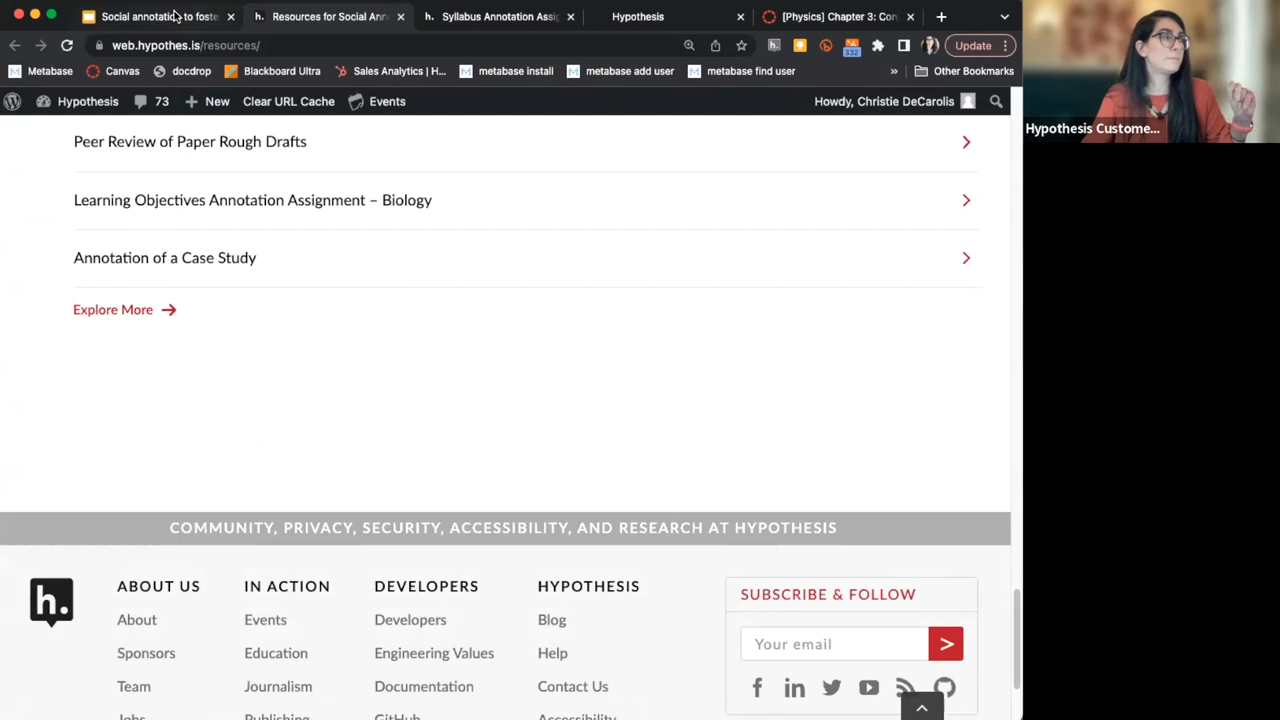 Social annotation to foste
Resources for Social Ann
Syllabus Annotation Assi
Hypothesis
[Physics] Chapter 3: Con
web.hypothes.is/resources/
332
Update
Metabase
Canvas
docdrop
Blackboard Ultra
Sales Analytics | H...
metabase install
metabase add user
metabase find user
»
Other Bookmarks
Hypothesis
73
New
Clear URL Cache
Events
Howdy, Christie DeCarolis
Hypothesis Custome...
Peer Review of Paper Rough Drafts
Learning Objectives Annotation Assignment – Biology
Annotation of a Case Study
Explore More
COMMUNITY, PRIVACY, SECURITY, ACCESSIBILITY, AND RESEARCH AT HYPOTHESIS
h.
ABOUT US
About
Sponsors
Team
Jobs
IN ACTION
Events
Education
Journalism
Publishing
DEVELOPERS
Developers
Engineering Values
Documentation
GitHub
HYPOTHESIS
Blog
Help
Contact Us
Accessibility
SUBSCRIBE & FOLLOW
Your email